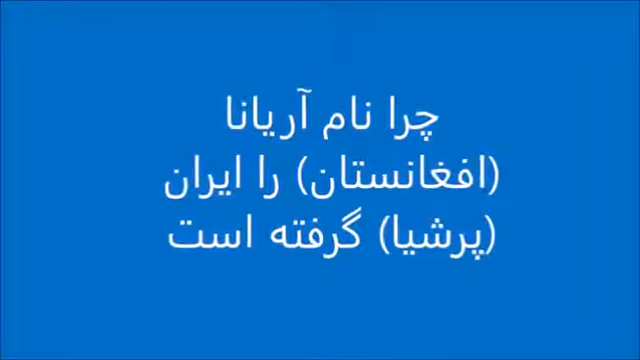 چرا نام آریانا
(افغانستان) را ایران
(پرشیا) گرفته است